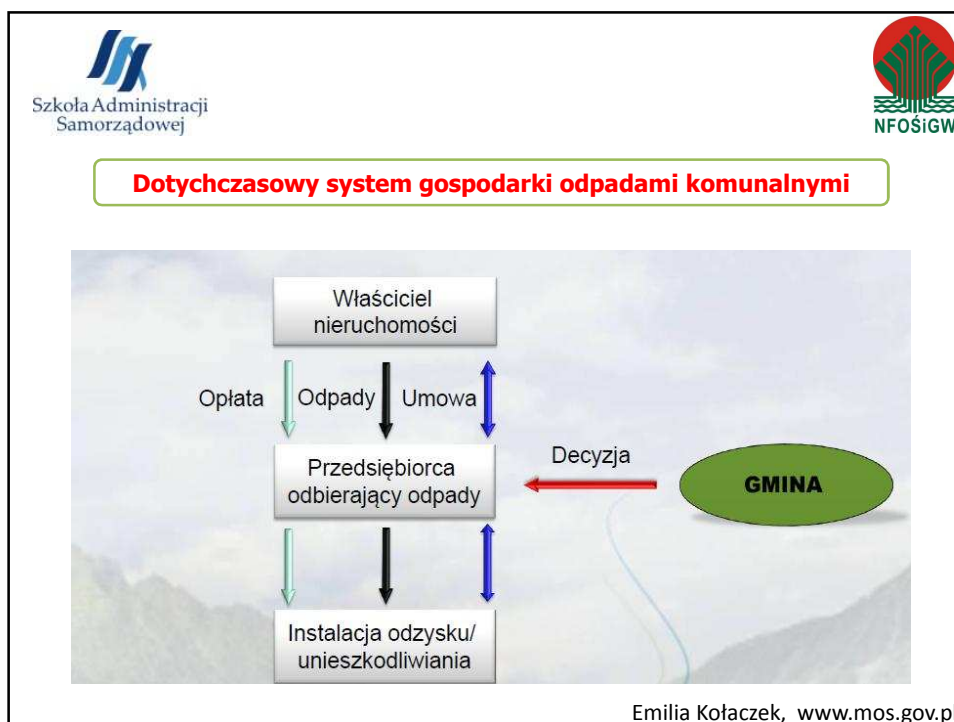 Szkoła Administracji
Samorządowej
NFOŚiGW
Dotychczasowy system gospodarki odpadami komunalnymi
Właściciel
nieruchomości
Opłata Odpady Umowa
Przedsiębiorca
odbierający odpady
Decyzja
GMINA
Instalacja odzysku/
unieszkodliwiania
Emilia Kołaczek, www.mos.gov.pl